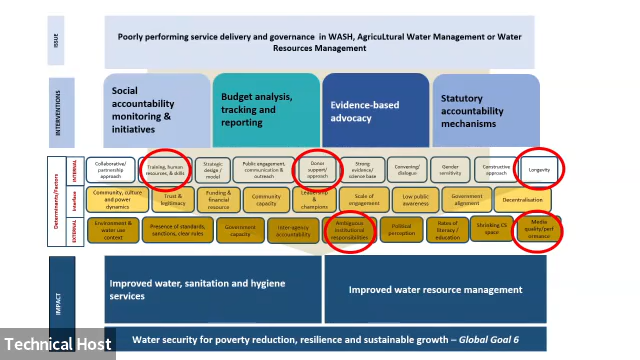 ISSUE
Poorly performing service delivery and governance in WASH, AgricuLtural Water Management or Water
Resources Management
INTERVENTIONS
Social
accountability
monitoring &
initiatives
Budget analysis,
tracking and
reporting
Evidence-based
advocacy
Statutory
accountability
mechanisms
Determinants/Factors
INTERNAL
Collaborative/
partnership
approach
Training, human
resources, & skills
Strategic
design /
model
Public engagement,
communication &
outreach
Donor
support/
approach
Strong
evidence/
science base
Convening/
dialogue
Gender
sensitivity
Constructive
approach
Longevity
Interface
Community, culture
and power
dynamics
Trust &
legitimacy
Funding &
financial
resource
Community
capacity
Leadership
& champions
Scale of
engagement
Low public
awareness
Government
alignment
Decentralisation
EXTERNAL
Environment &
water use
context
Presence of standards,
sanctions, clear rules
Government
capacity
Inter-agency
accountability
Ambiguous
institutional
responsibilities
Political
perception
Rates of
literacy /
education
Shrinking CS
space
Media
quality/perf
ormance
IMPACT
Improved water, sanitation and hygiene
services
Improved water resource management
Water security for poverty reduction, resilience and sustainable growth – Global Goal 6
Technical Host